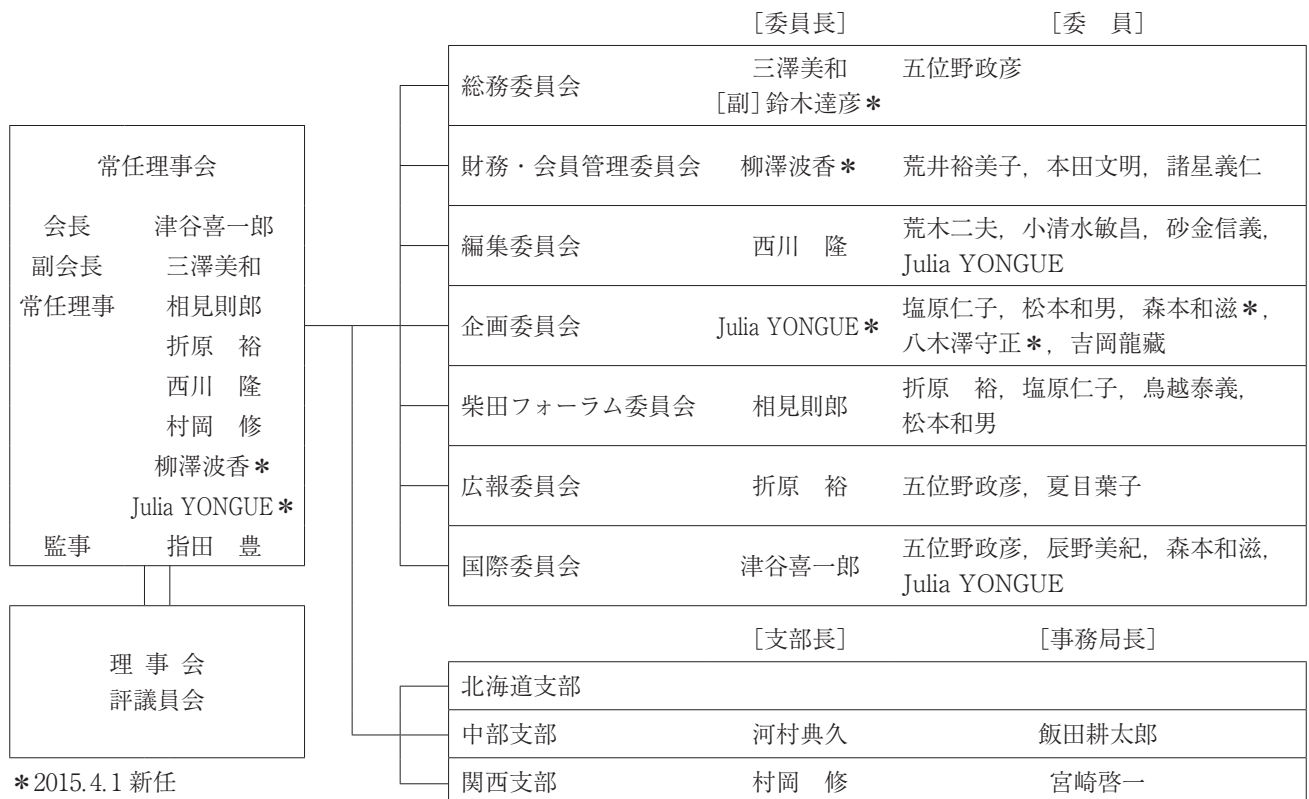 [委員長] [委 員]
総務委員会 三澤美和 五位野政彦
[副]鈴木達彦*
財務・会員管理委員会 柳澤波香* 荒井裕美子，本田文明，諸星義仁
編集委員会 西川 隆 荒木二夫，小清水敏昌，砂金信義，
Julia YONGUE
企画委員会 Julia YONGUE* 塩原仁子，松本和男，森本和滋*，
八木澤守正*，吉岡龍藏
柴田フォーラム委員会 相見則郎 折原 裕，塩原仁子，鳥越泰義，
松本和男
広報委員会 折原 裕 五位野政彦，夏目葉子
国際委員会 津谷喜一郎 五位野政彦，辰野美紀，森本和滋，
Julia YONGUE
常任理事会
会長 津谷喜一郎
副会長 三澤美和
常任理事 相見則郎
折原 裕
西川 隆
村岡 修
柳澤波香*
Julia YONGUE*
監事 指田 豊
理 事 会
評議員会
[支部長] [事務局長]
北海道支部
中部支部 河村典久 飯田耕太郎
関西支部 村岡 修 宮崎啓一
*2015.4.1 新任